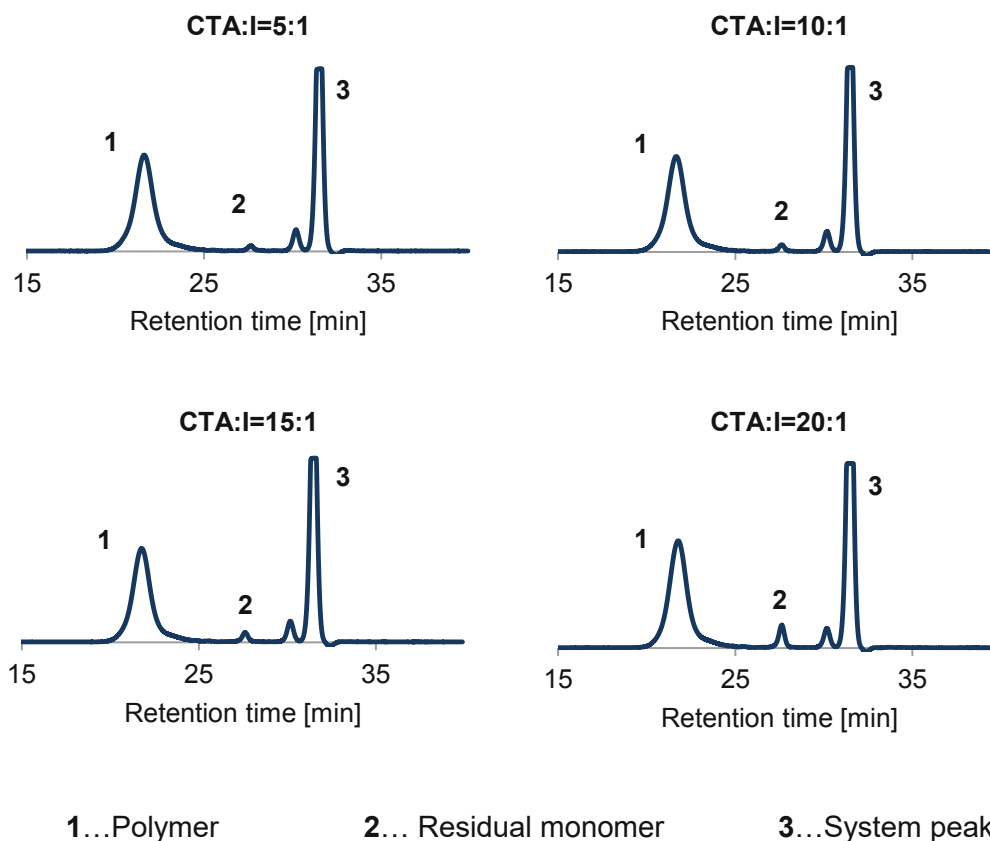 CTA:I=5:1
1
2
3
15
25
35
Retention time [min]
CTA:I=10:1
1
2
3
15
25
35
Retention time [min]
CTA:I=15:1
1
2
3
15
25
35
Retention time [min]
CTA:I=20:1
1
2
3
15
25
35
Retention time [min]
1…Polymer 2… Residual monomer 3…System peak